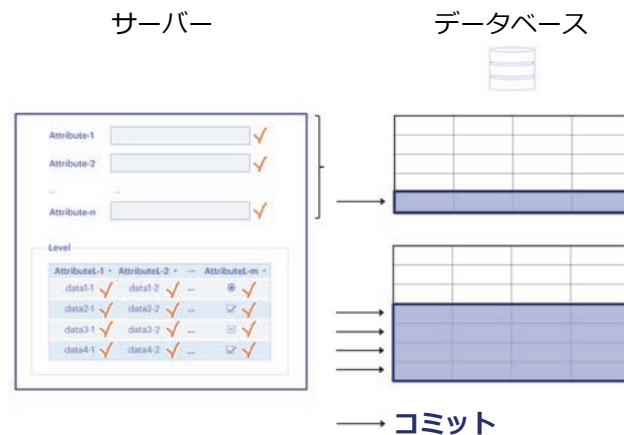 サーバー
データベース
Attribute-1
Attribute-2
... ...
Attribute-n
Level
AttributeL-1 AttributeL-2 ... AttributeL-m
data1-1 data1-2 ...
data2-1 data2-2 ...
data3-1 data3-2 ...
data4-1 data4-2 ...
コミット